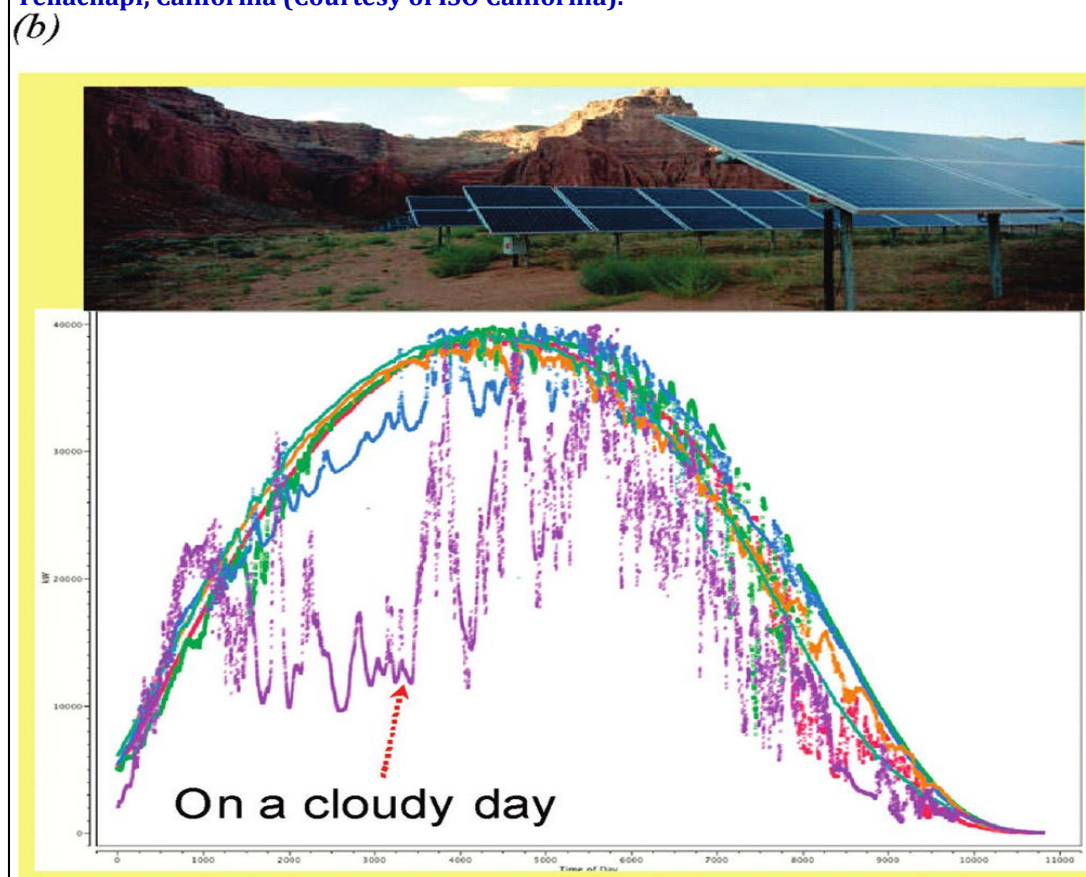 Tehachapi, California (Courtesy of ISO California).
(b)
40000
30000
kW
20000
10000
0
On a cloudy day
0 1000 2000 3000 4000 5000 6000 7000 8000 9000 10000 11000
Time of Day